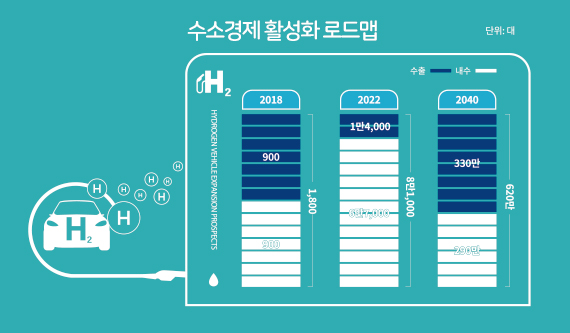 수소경제 활성화 로드맵
단위: 대
수출 내수
H2
HYDROGEN VEHICLE EXPANSION PROSPECTS
2018 2022 2040
900 1만4,000 330만
1,800 8만1,000 620만
900 6만7,000 290만
H H H H H H H
H2